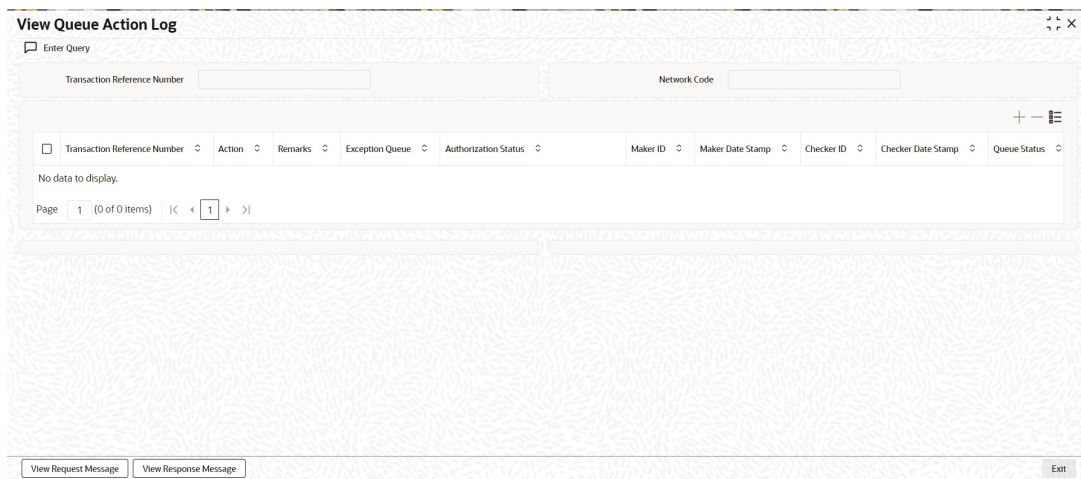 View Queue Action Log
Enter Query
Transaction Reference Number
Network Code
Transaction Reference Number Action Remarks Exception Queue Authorization Status Maker ID Maker Date Stamp Checker ID Checker Date Stamp Queue Status
No data to display.
Page 1 (0 of 0 items) 1
View Request Message View Response Message Exit